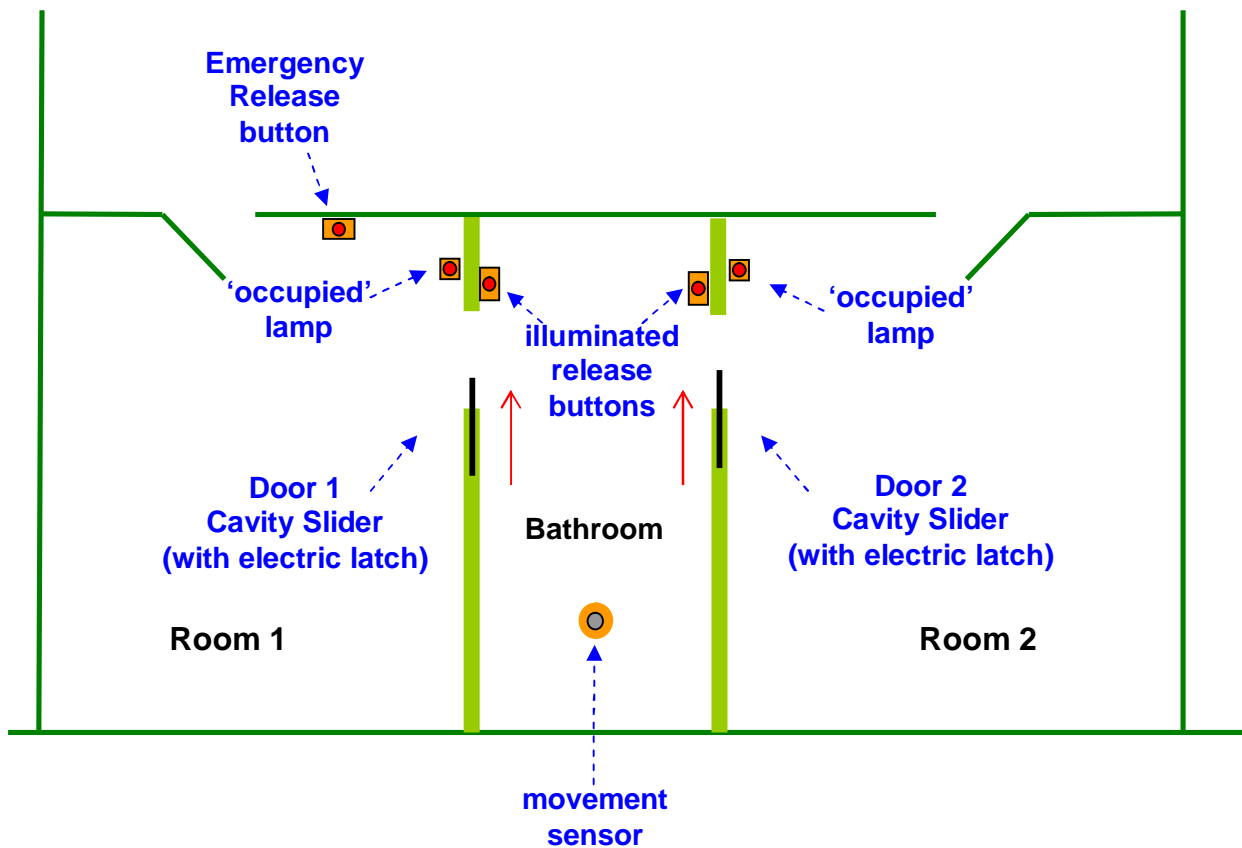 Emergency
Release
button
'occupied'
lamp
illuminated
release
buttons
'occupied'
lamp
Door 1
Cavity Slider
(with electric latch)
Bathroom
Door 2
Cavity Slider
(with electric latch)
Room 1
Room 2
movement
sensor